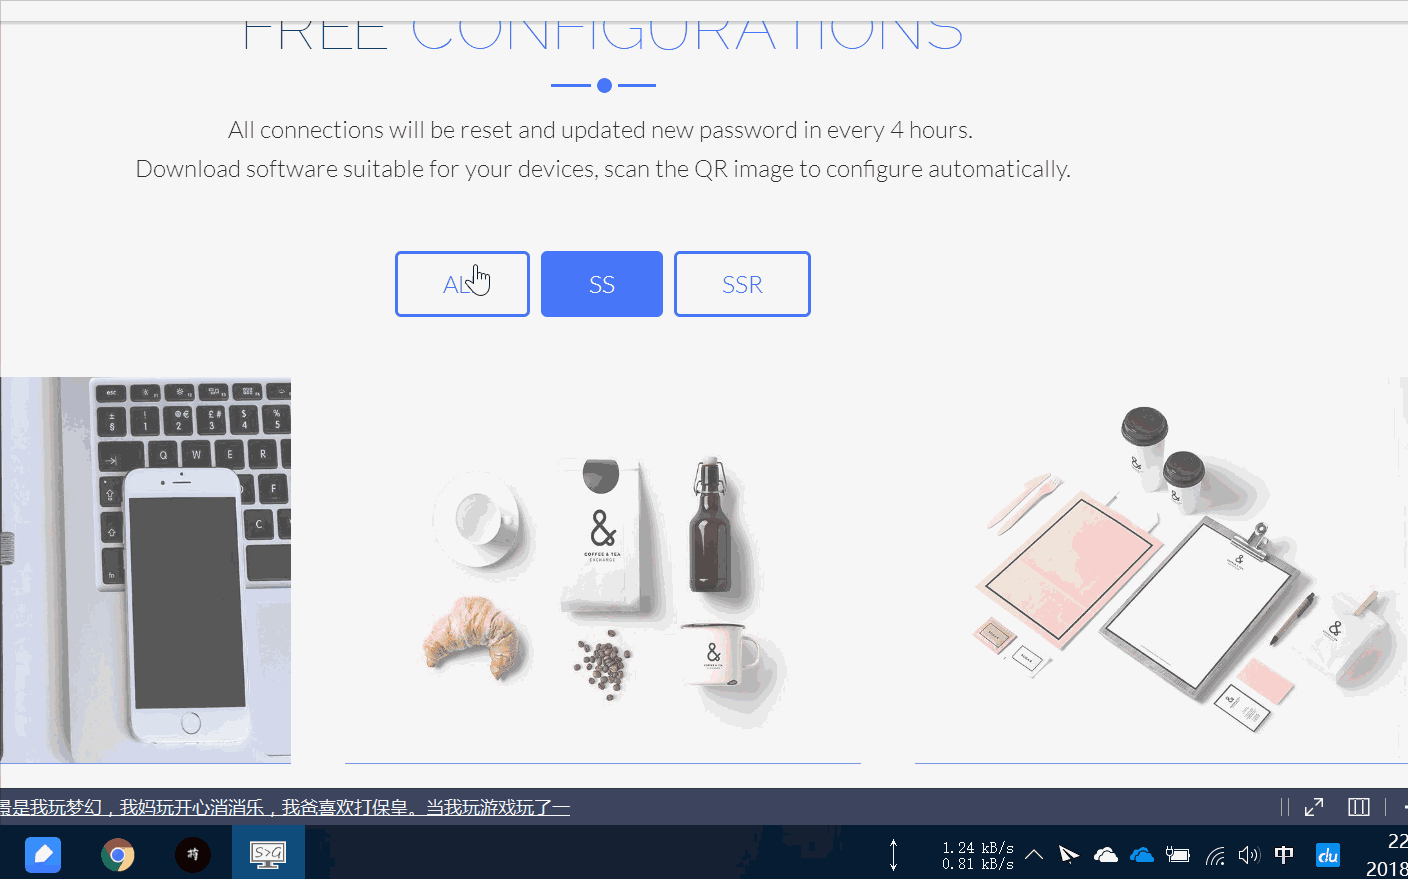 FREE CONFIGURATIONS
All connections will be reset and updated new password in every 4 hours.
Download software suitable for your devices, scan the QR image to configure automatically.
SS
SSR
esc
Q W E R
F
C
fn
&
COFFEE & TEA
EXCHANGE
是我玩梦幻，我妈玩开心消消乐，我爸喜欢打保皇。当我玩游戏玩了一
S>G
1.24 kB/s
0.81 kB/s
中
du
22
2018